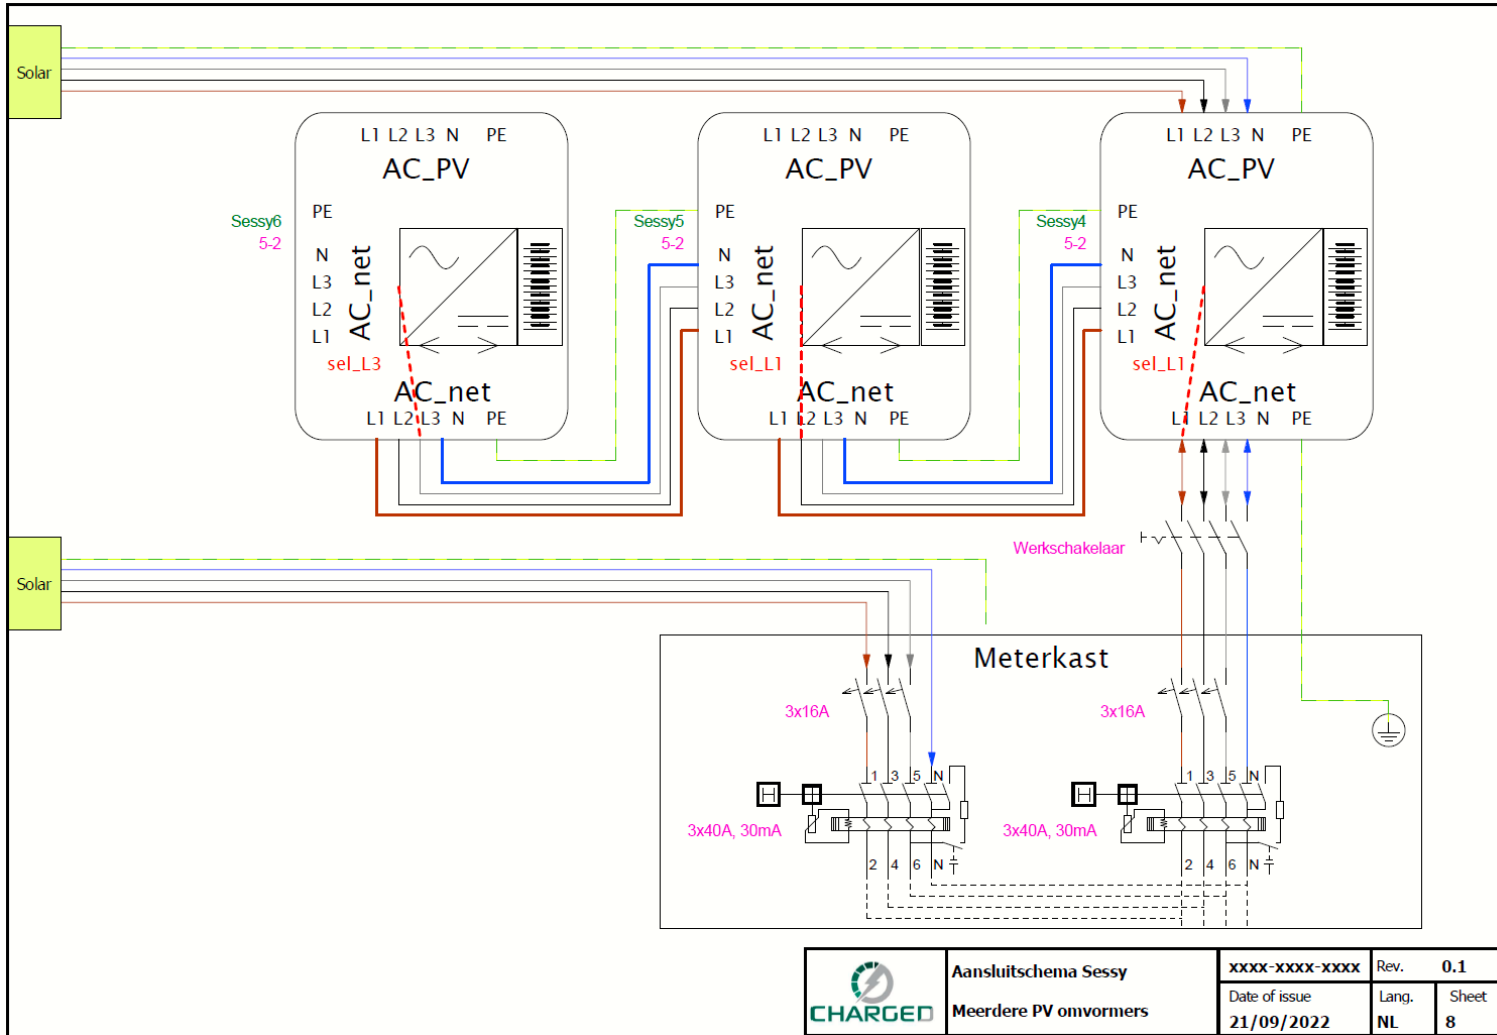 Solar
L1 L2 L3 N PE
AC_PV
PE
N
L3
L2
L1
AC_net
sel_L3
AC_net
L1 L2 L3 N PE
Sessy6
5-2
L1 L2 L3 N PE
AC_PV
PE
N
L3
L2
L1
AC_net
sel_L1
AC_net
L1 L2 L3 N PE
Sessy5
5-2
L1 L2 L3 N PE
AC_PV
PE
N
L3
L2
L1
AC_net
sel_L1
AC_net
L1 L2 L3 N PE
Sessy4
5-2
Werkschakelaar
Solar
Meterkast
3x16A
3x16A
1 3 5 N
H
3x40A, 30mA
2 4 6 N
1 3 5 N
H
3x40A, 30mA
2 4 6 N
CHARGED
Aansluitschema Sessy
Meerdere PV omvormers
xxxx-xxxx-xxxx
Rev. 0.1
Date of issue
21/09/2022
Lang.
NL
Sheet
8